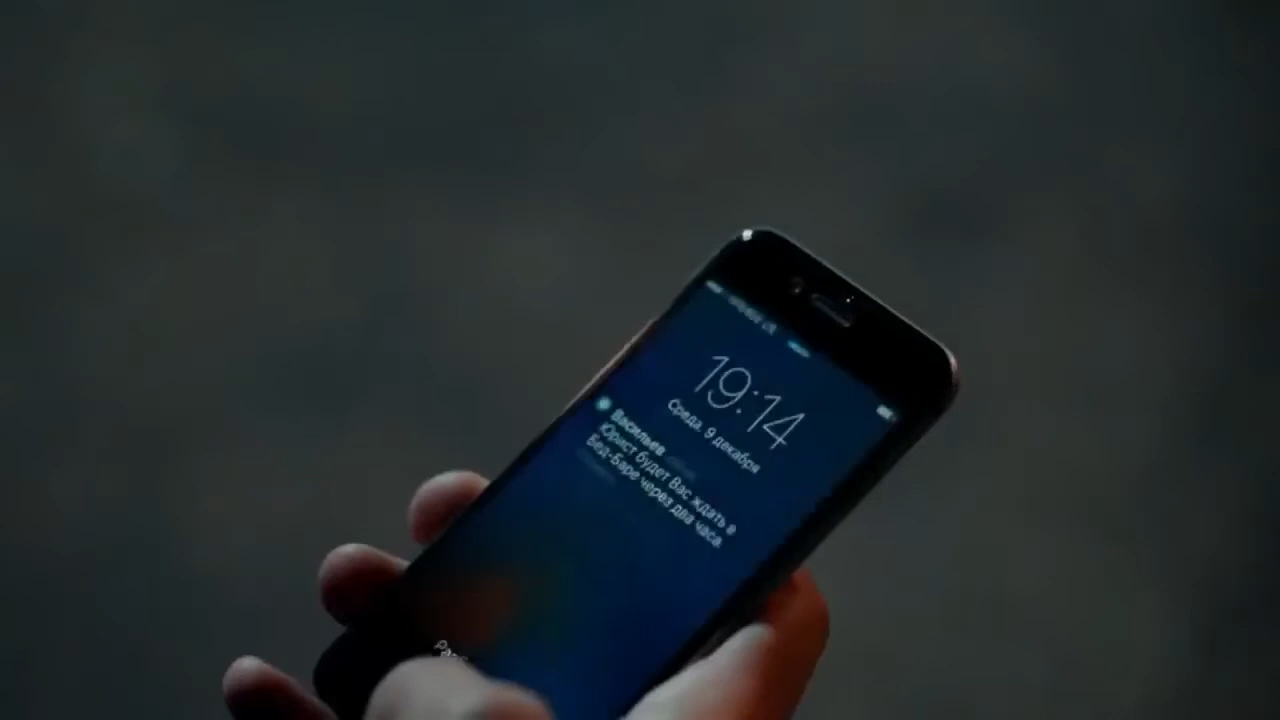 19:14
Среда, 9 декабря
Васильев
Юрист будет Вас ждать в
Бед-Баре через два часа.